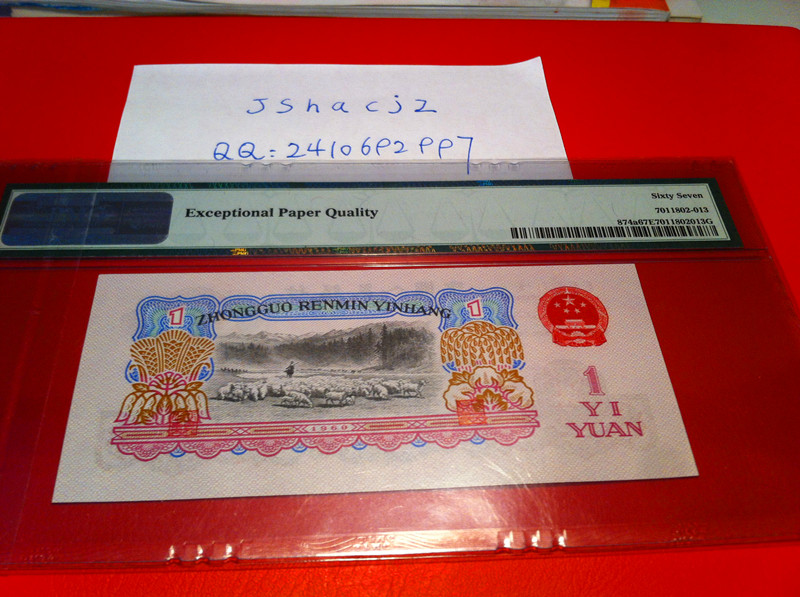 JShacjz
QQ:2410692997
Exceptional Paper Quality
Sixty Seven
7011802-013
874a67E7011802013G
ZHONGGUO RENMIN YINHANG
1
1
1960
1
YI
YUAN